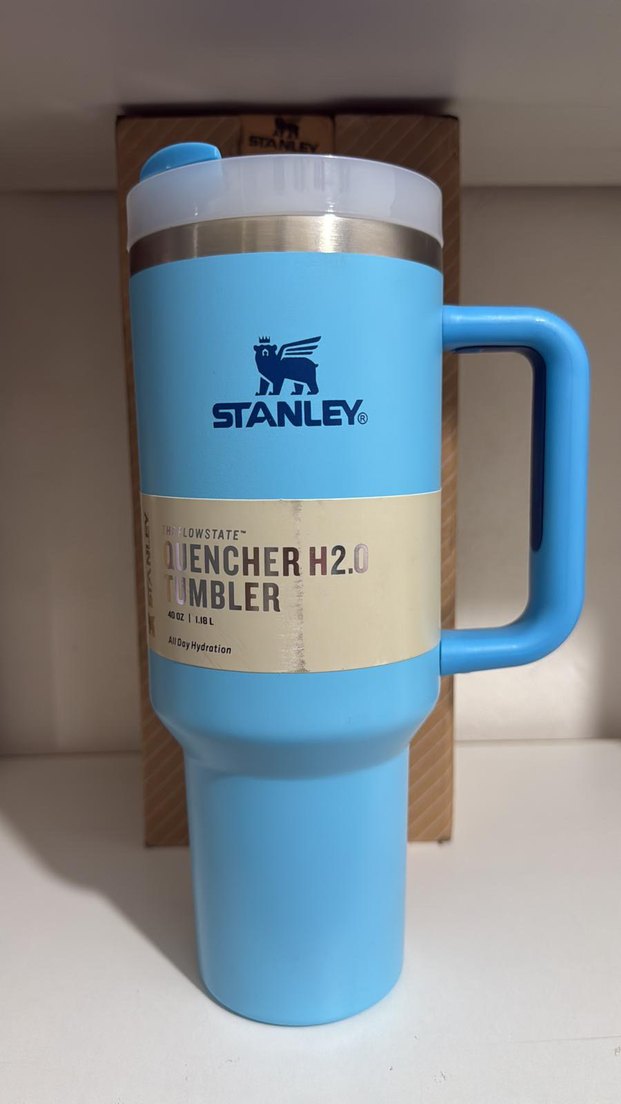 STANLEY
STANLEY®
STANLEY
THE FLOWSTATE™
QUENCHER H2.0
TUMBLER
40 OZ | 1.18 L
All Day Hydration